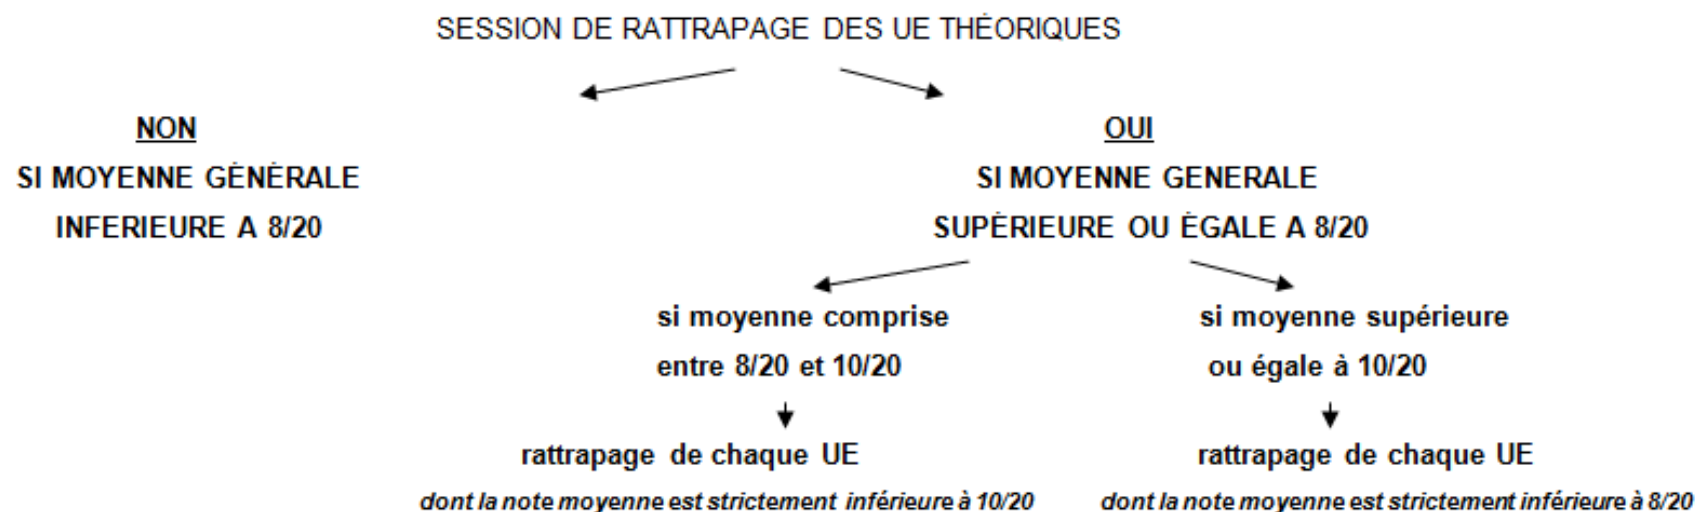 SESSION DE RATTRAPAGE DES UE THÉORIQUES
NON
SI MOYENNE GÉNÉRALE
INFERIEURE A 8/20
OUI
SI MOYENNE GENERALE
SUPÉRIEURE OU ÉGALE A 8/20
si moyenne comprise
entre 8/20 et 10/20
rattrapage de chaque UE
dont la note moyenne est strictement inférieure à 10/20
si moyenne supérieure
ou égale à 10/20
rattrapage de chaque UE
dont la note moyenne est strictement inférieure à 8/20